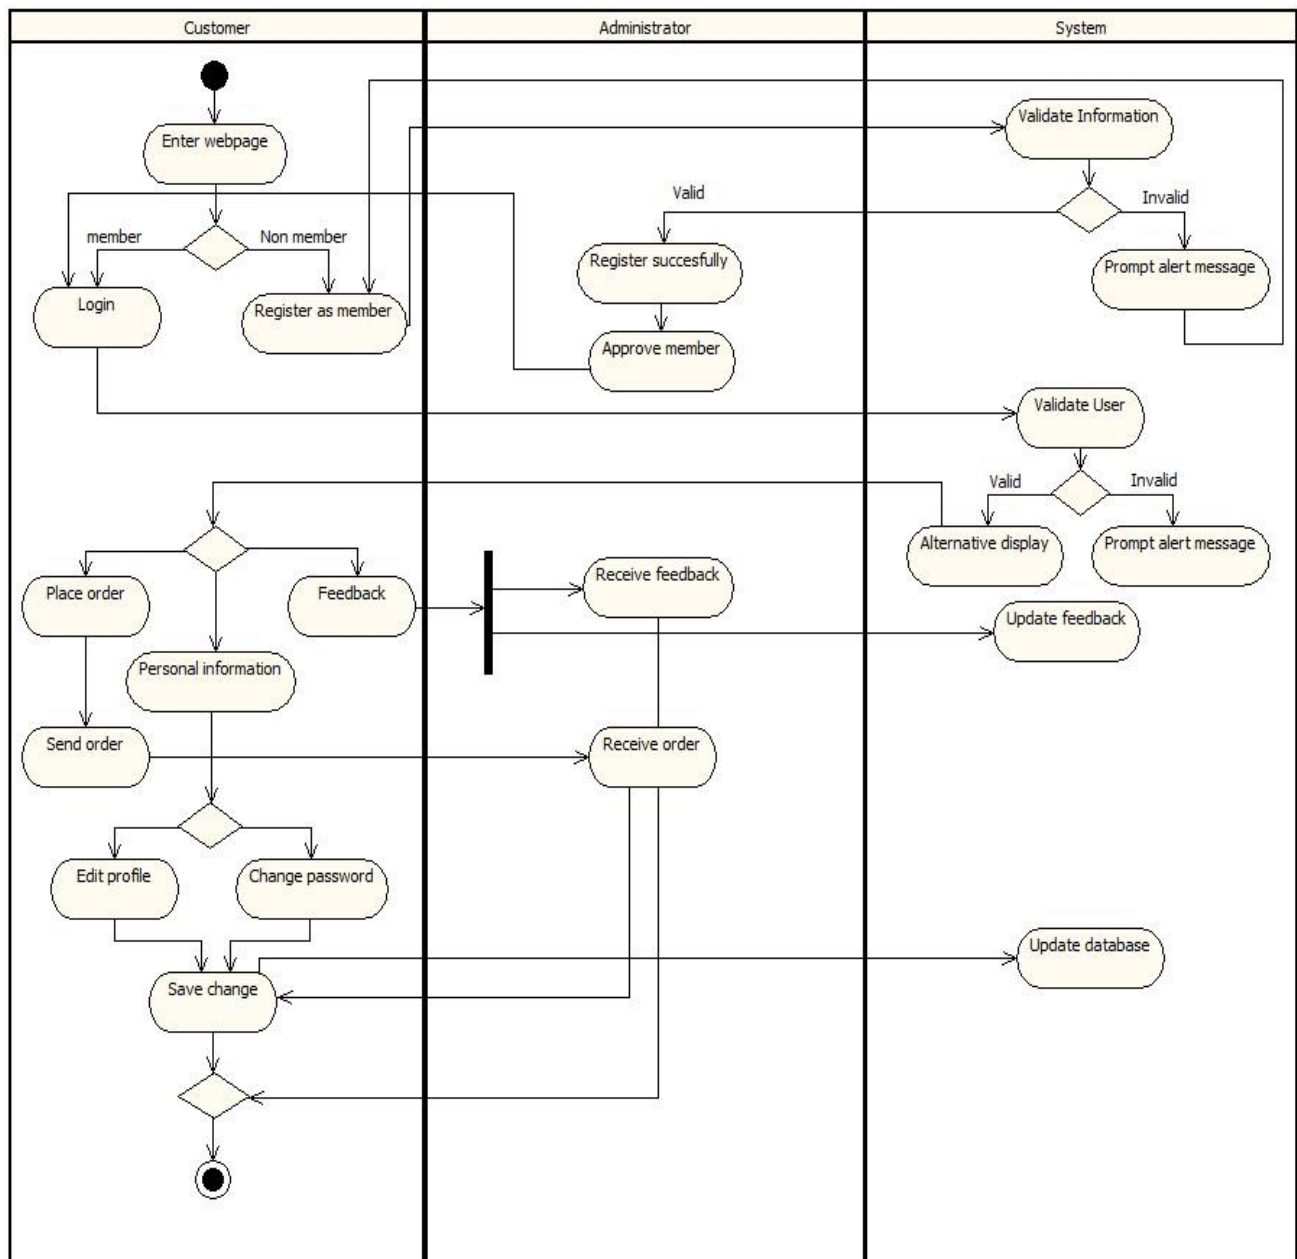 Customer
Administrator
System
Enter webpage
Validate Information
Valid
Invalid
member
Non member
Register succesfully
Prompt alert message
Login
Register as member
Approve member
Validate User
Valid
Invalid
Alternative display
Prompt alert message
Place order
Feedback
Receive feedback
Update feedback
Personal information
Send order
Receive order
Edit profile
Change password
Update database
Save change